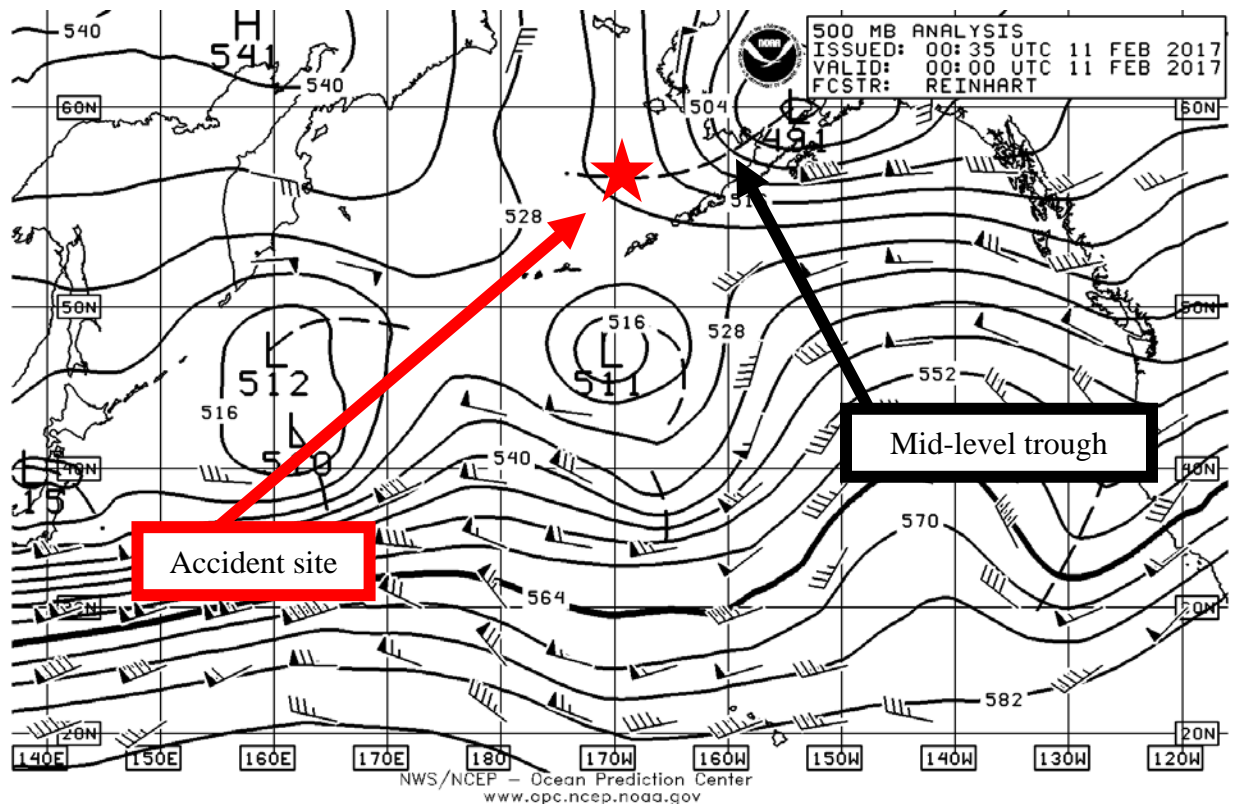 540
H
541
540
500 MB ANALYSIS
ISSUED: 00:35 UTC 11 FEB 2017
VALID: 00:00 UTC 11 FEB 2017
FCSTR: REINHART
NOAA
60N
504
L
491
60N
528
50N
516
528
50N
L
512
L
511
552
516
L
Mid-level trough
L
40N
540
40N
15
570
Accident site
564
582
20N
20N
140E 150E 160E 170E 180 170W 160W 150W 140W 130W 120W
NWS/NCEP – Ocean Prediction Center
www.opc.ncep.noaa.gov